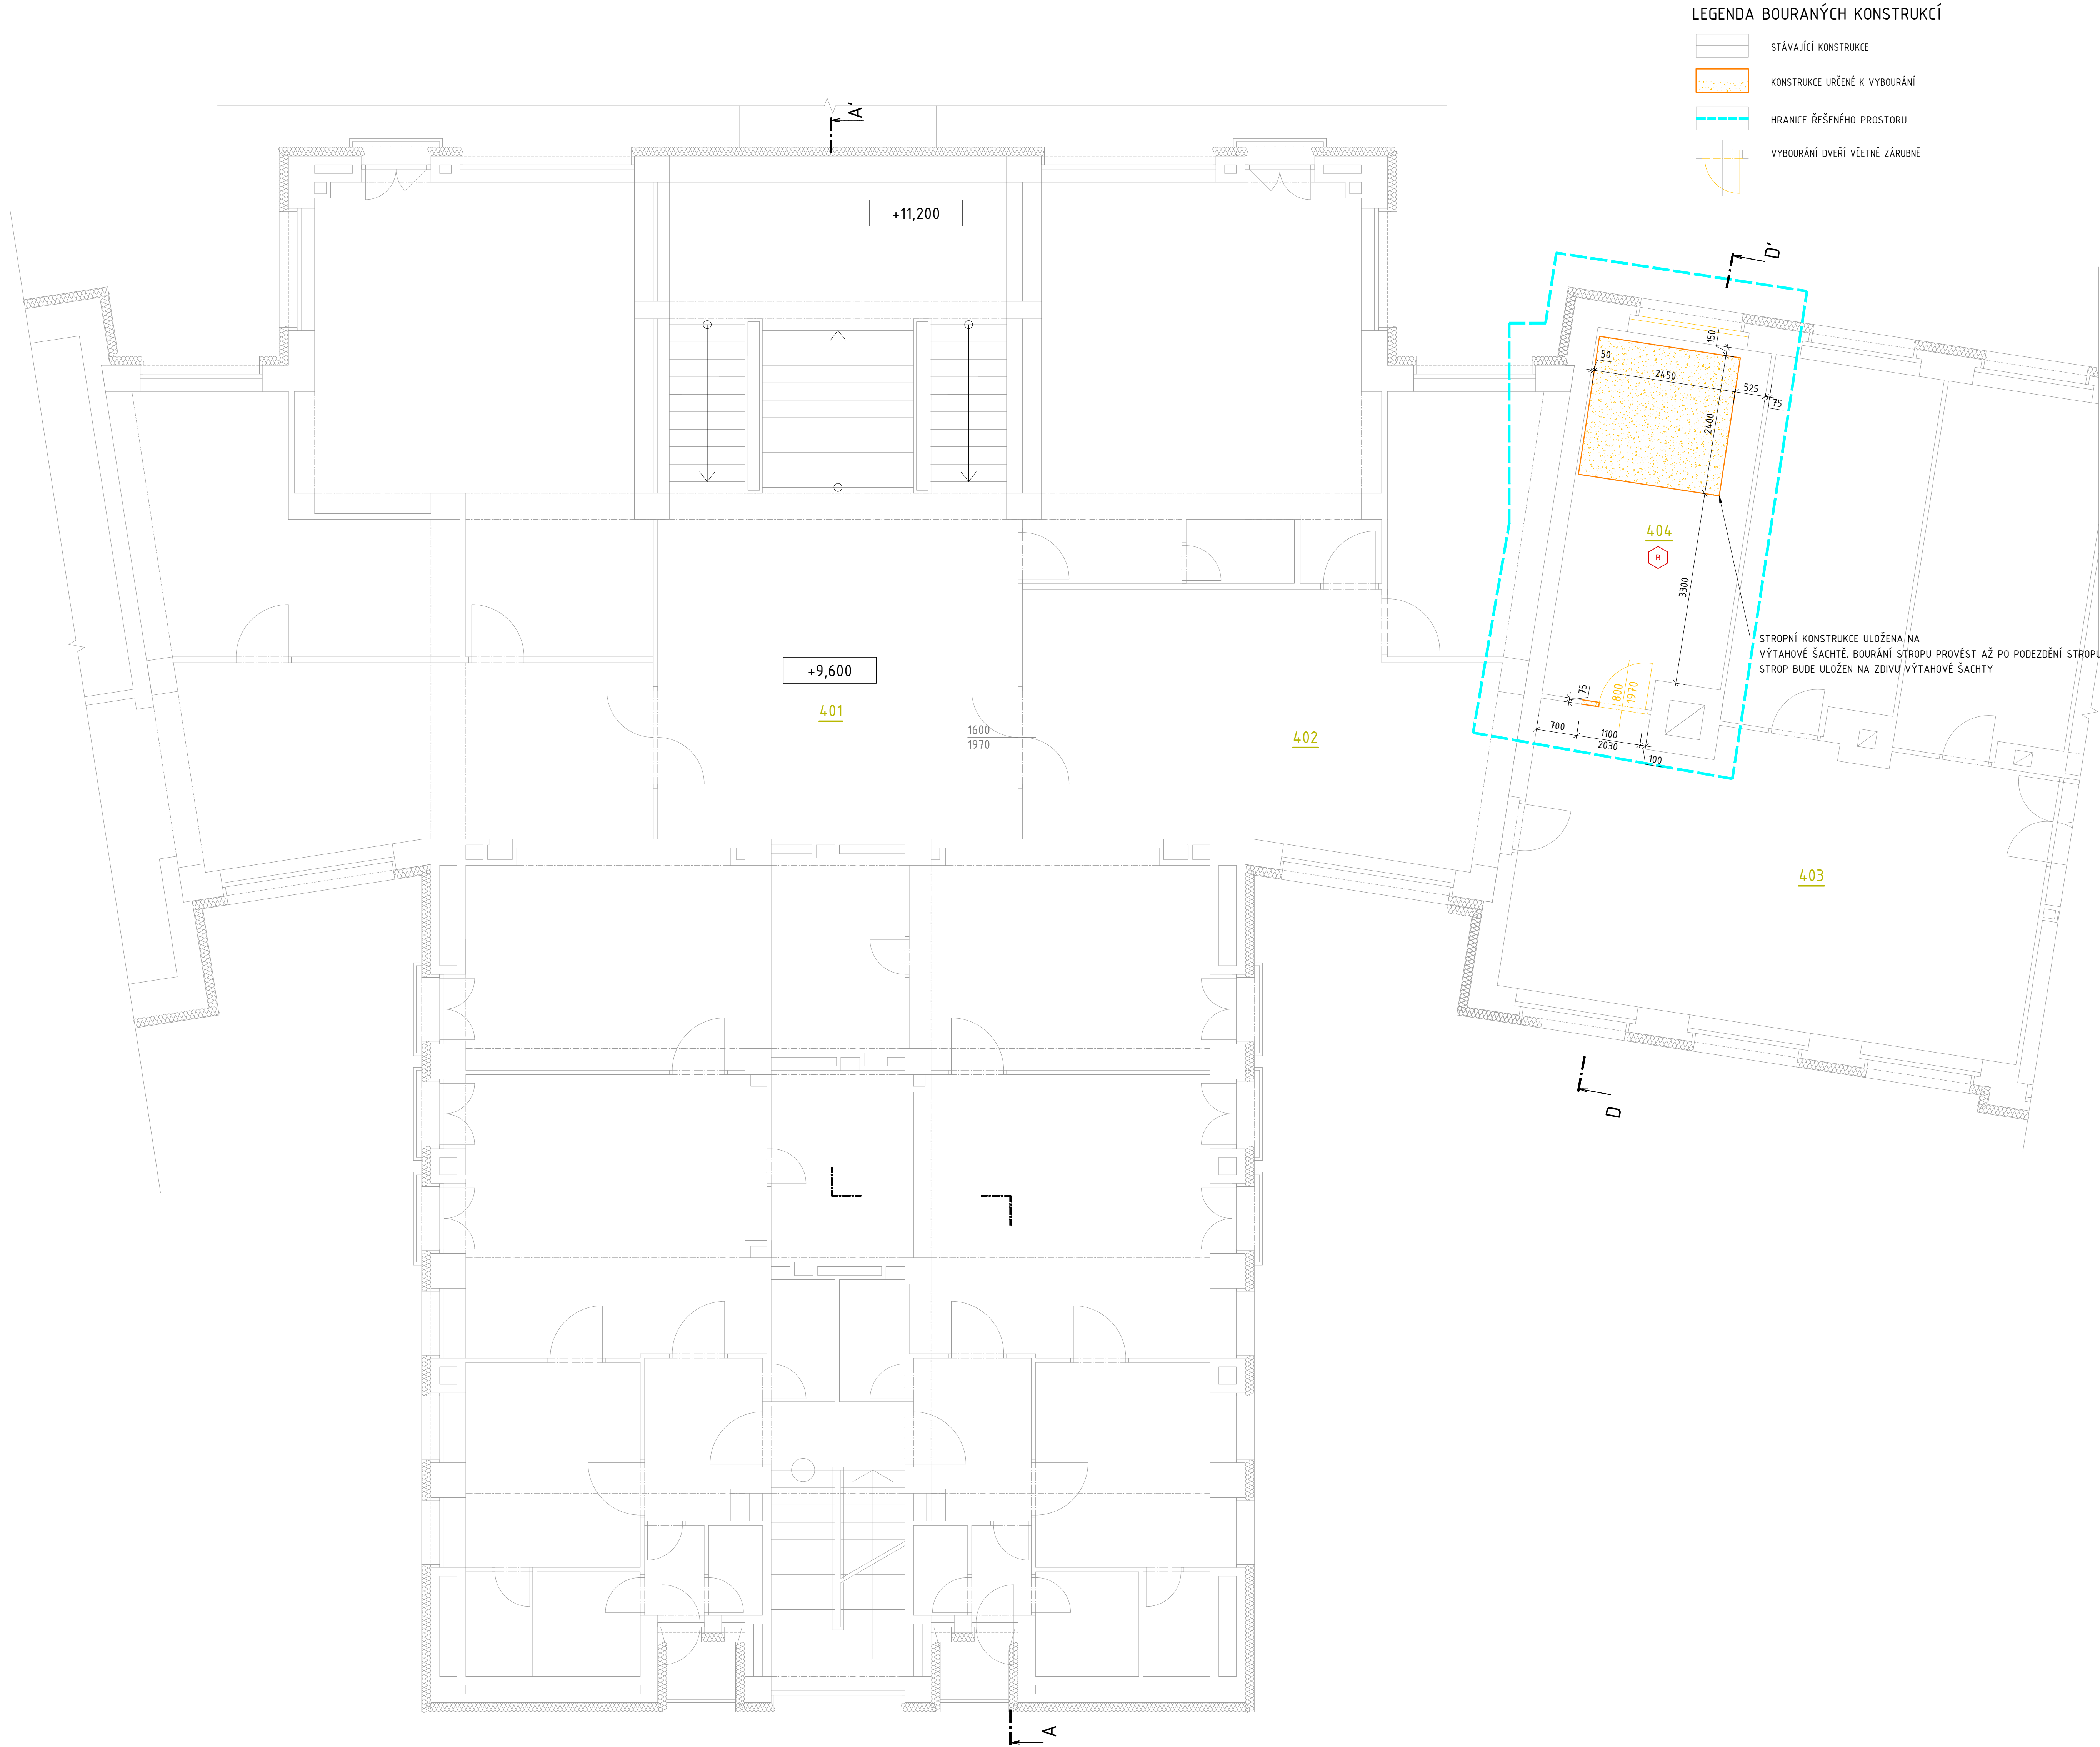 LEGENDA BOURANÝCH KONSTRUKCÍ
STÁVAJÍCÍ KONSTRUKCE
KONSTRUKCE URČENÉ K VYBOURÁNÍ
HRANICE ŘEŠENÉHO PROSTORU
VYBOURÁNÍ DVEŘÍ VČETNĚ ZÁRUBNĚ
A'
+11,200
D'
150
50
2450
525
75
2400
404
B
3300
STROPNÍ KONSTRUKCE ULOŽENA NA
VÝTAHOVÉ ŠACHTĚ. BOURÁNÍ STROPU PROVÉST AŽ PO PODEZDĚNÍ STROPU
STROP BUDE ULOŽEN NA ZDIVU VÝTAHOVÉ ŠACHTY
+9,600
401
1600
1970
402
75
800
1970
700
1100
2030
100
403
D
A